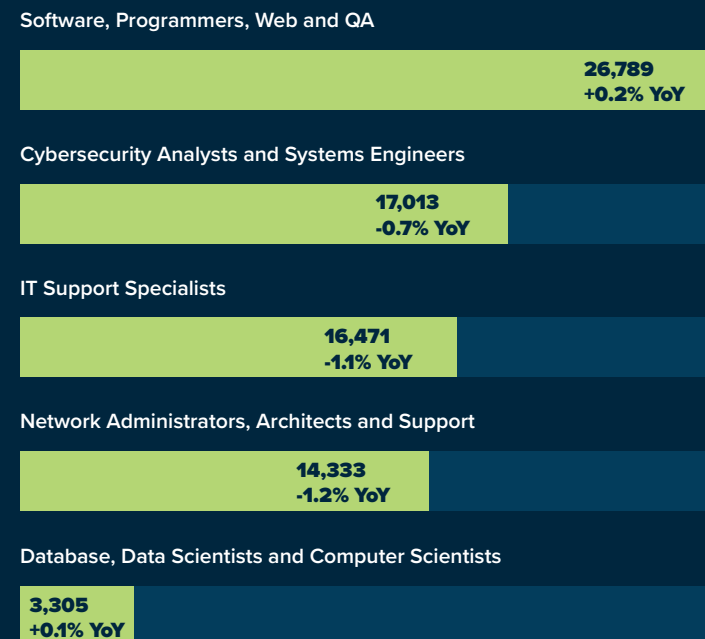 Software, Programmers, Web and QA
26,789
+0.2% YoY
Cybersecurity Analysts and Systems Engineers
17,013
-0.7% YoY
IT Support Specialists
16,471
-1.1% YoY
Network Administrators, Architects and Support
14,333
-1.2% YoY
Database, Data Scientists and Computer Scientists
3,305
+0.1% YoY